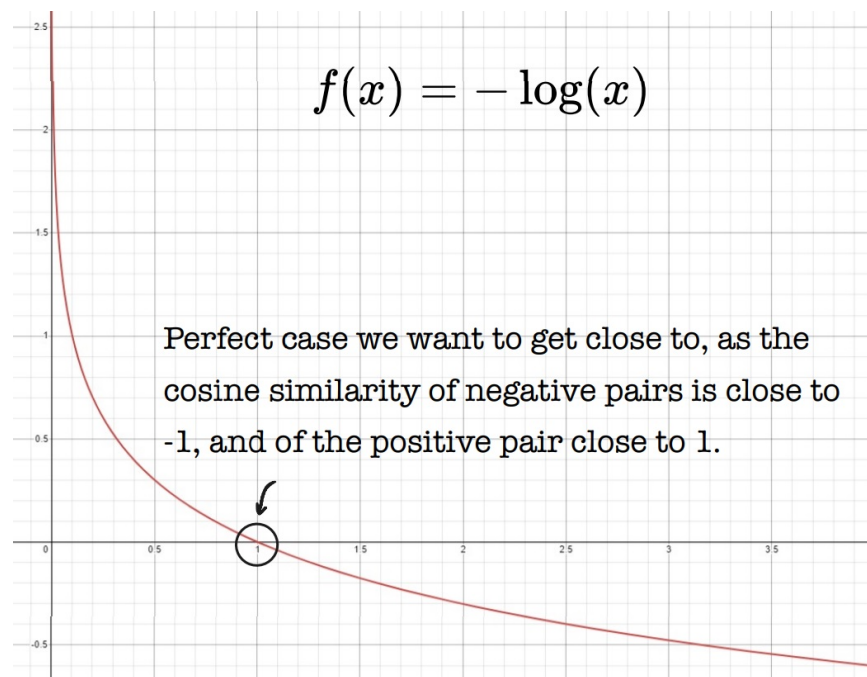 2.5
f(x) = − log(x)
2
1.5
1
Perfect case we want to get close to, as the
cosine similarity of negative pairs is close to
0.5
-1, and of the positive pair close to 1.
0 0.5 1 1.5 2 2.5 3 3.5
-0.5